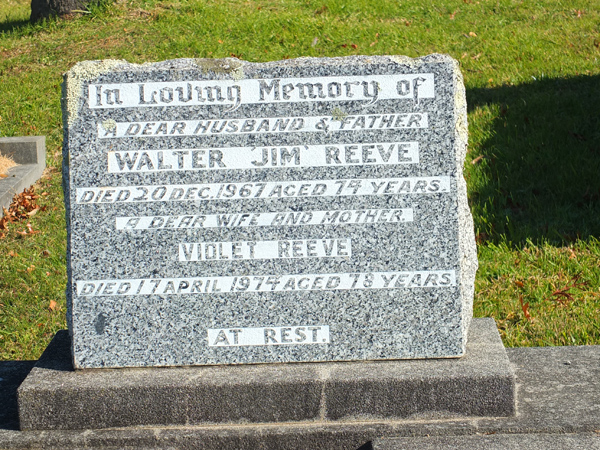 In Loving Memory of
A DEAR HUSBAND & FATHER
WALTER 'JIM' REEVE
DIED 20 DEC. 1967 AGED 74 YEARS.
A DEAR WIFE AND MOTHER
VIOLET REEVE
DIED 17 APRIL 1974 AGED 78 YEARS
AT REST.